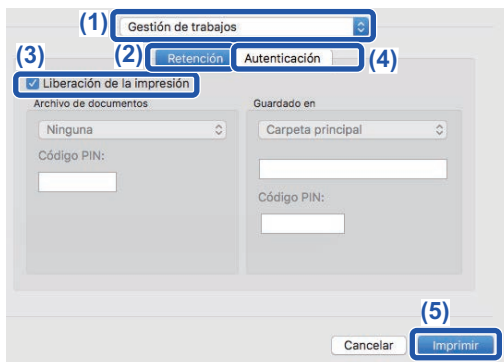 (1) Gestión de trabajos
(3) (2) Retención Autenticación (4)
Liberación de la impresión
Archivo de documentos Guardado en
Ninguna Carpeta principal
Código PIN:
Código PIN:
(5)
Cancelar Imprimir